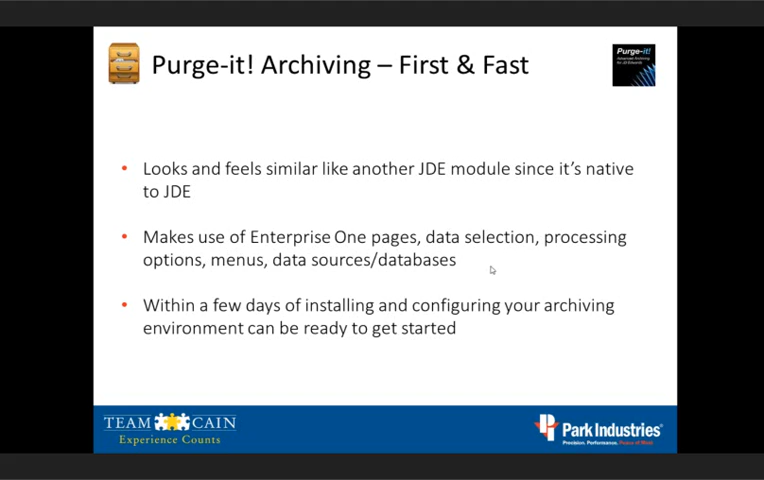 Purge-it! Archiving – First & Fast
Purge-it!
Looks and feels similar like another JDE module since it's native
to JDE
Makes use of Enterprise One pages, data selection, processing
options, menus, data sources/databases
Within a few days of installing and configuring your archiving
environment can be ready to get started
TEAM CAIN
Experience Counts
Park Industries
Precision. Performance. Peace of Mind.